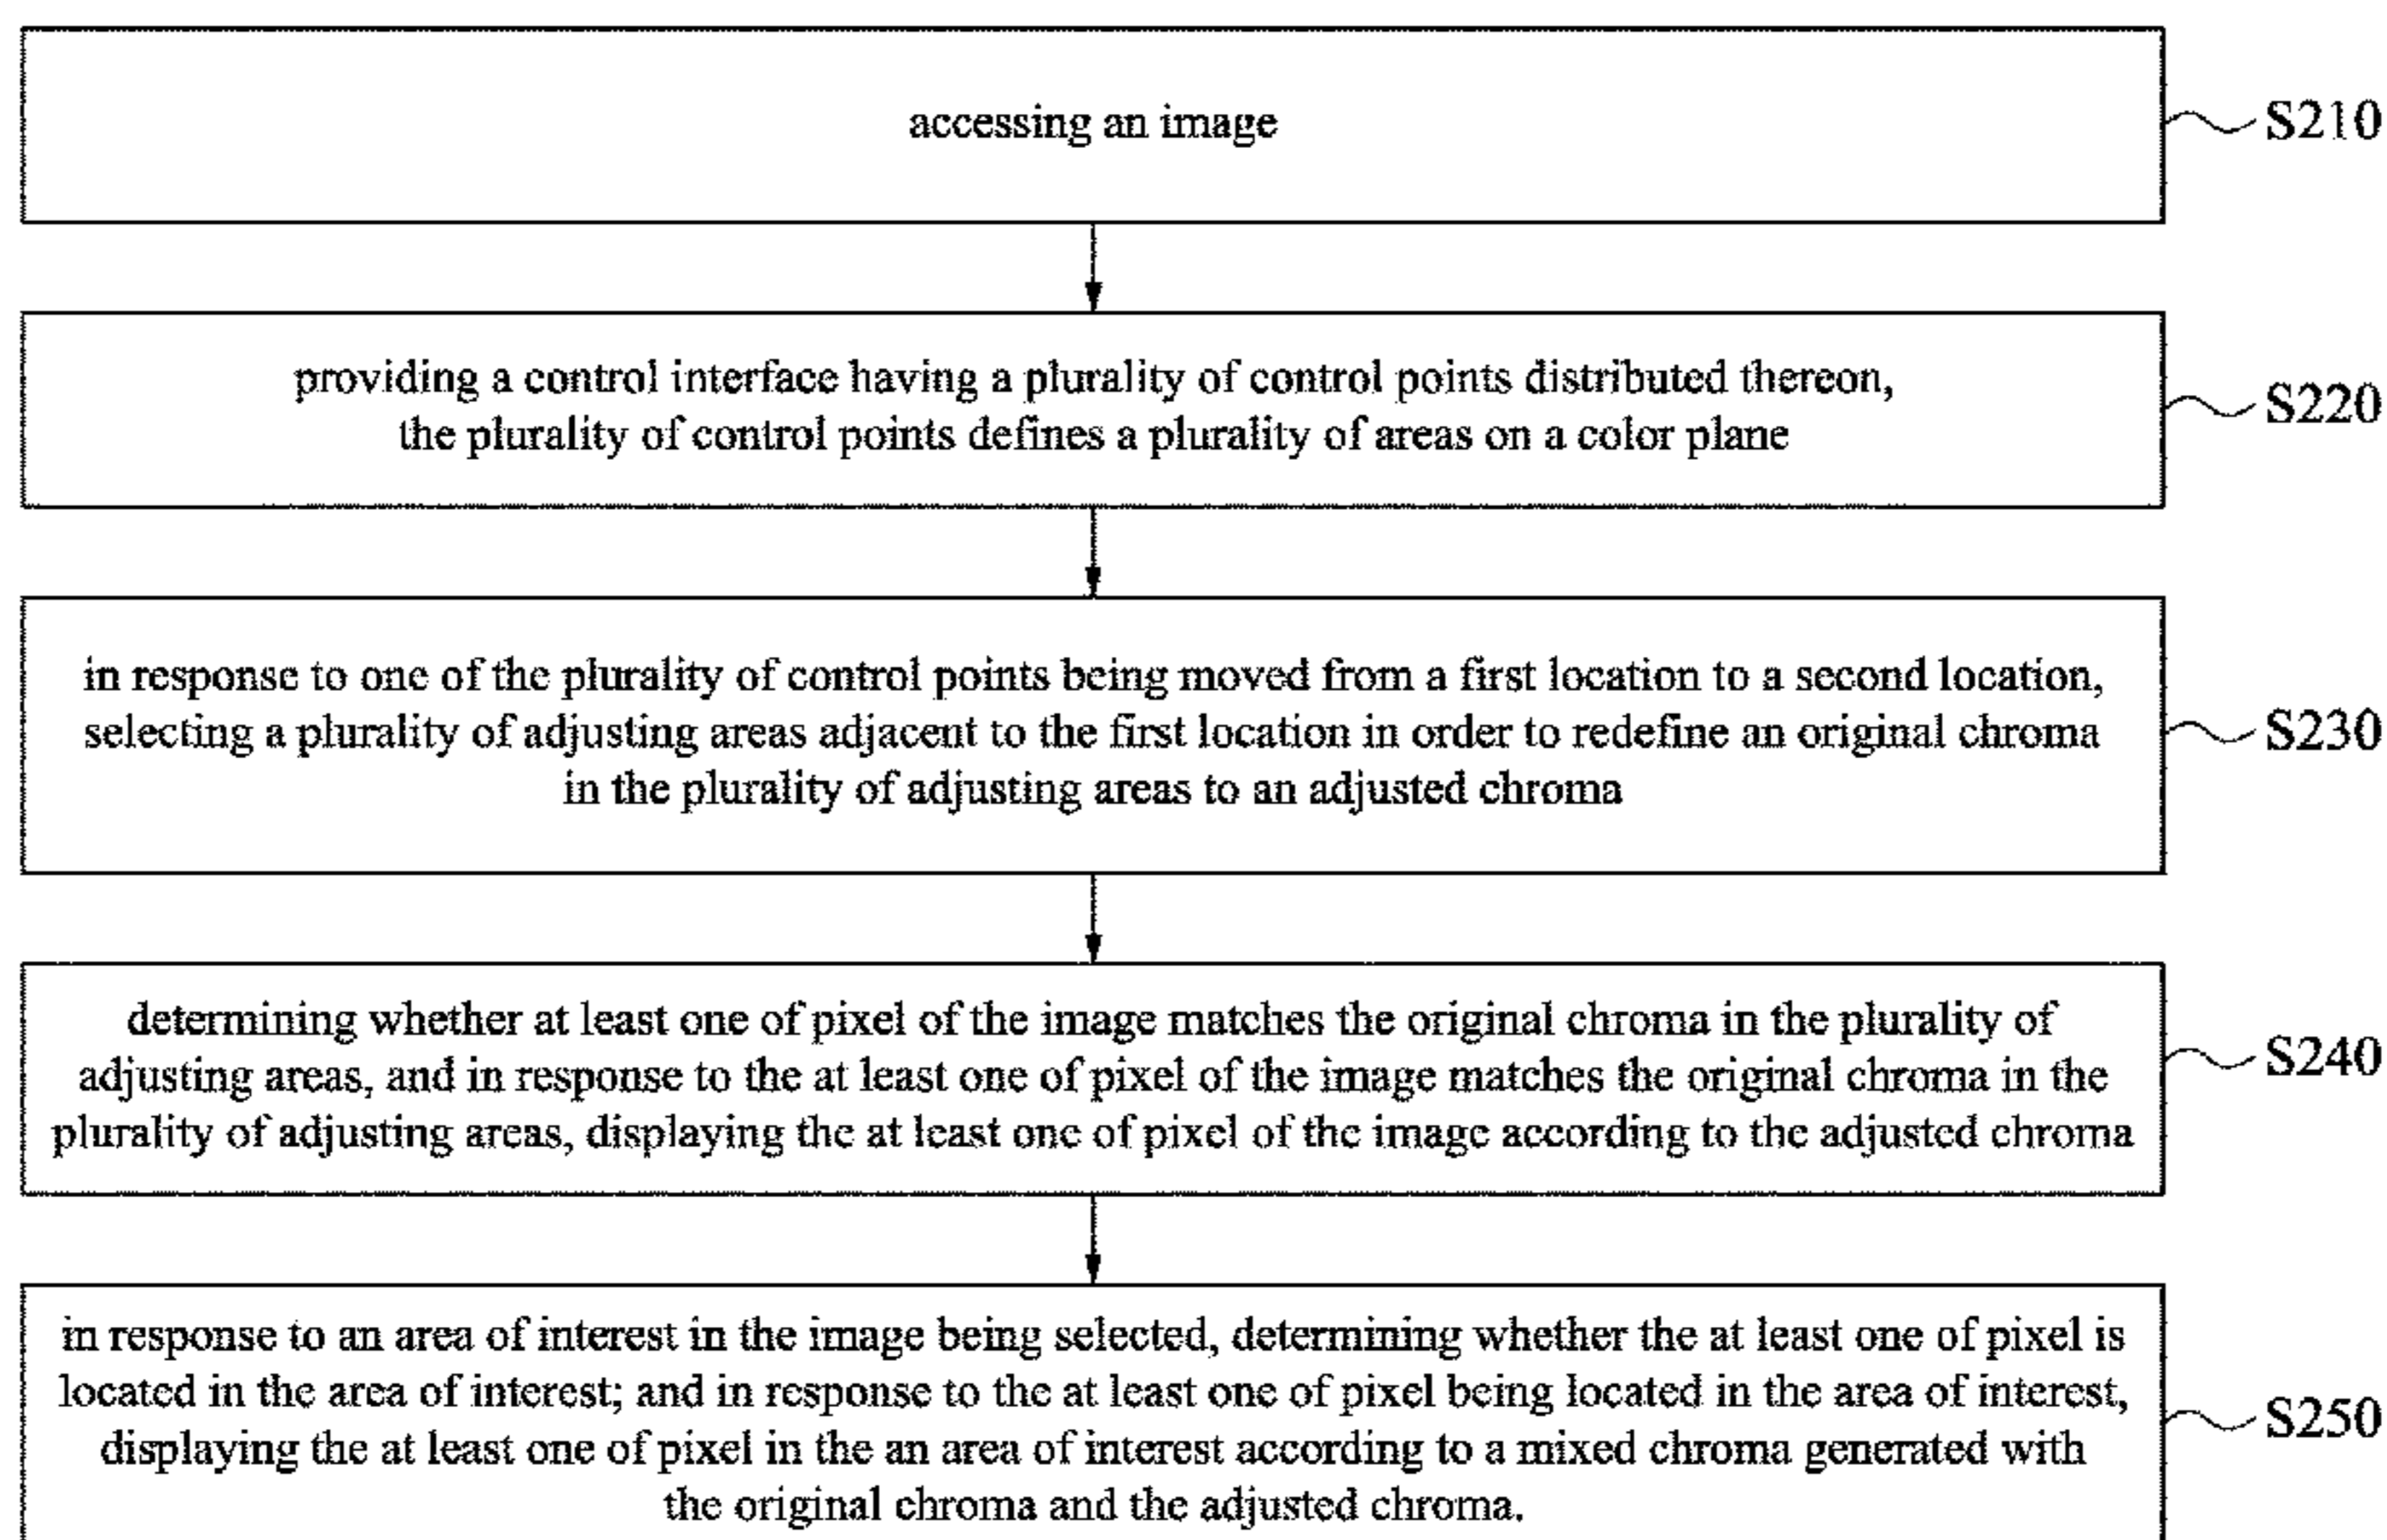 accessing an image
S210
providing a control interface having a plurality of control points distributed thereon,
the plurality of control points defines a plurality of areas on a color plane
S220
in response to one of the plurality of control points being moved from a first location to a second location,
selecting a plurality of adjusting areas adjacent to the first location in order to redefine an original chroma
in the plurality of adjusting areas to an adjusted chroma
S230
determining whether at least one of pixel of the image matches the original chroma in the plurality of
adjusting areas, and in response to the at least one of pixel of the image matches the original chroma in the
plurality of adjusting areas, displaying the at least one of pixel of the image according to the adjusted chroma
S240
in response to an area of interest in the image being selected, determining whether the at least one of pixel is
located in the area of interest; and in response to the at least one of pixel being located in the area of interest,
displaying the at least one of pixel in the an area of interest according to a mixed chroma generated with
the original chroma and the adjusted chroma.
S250